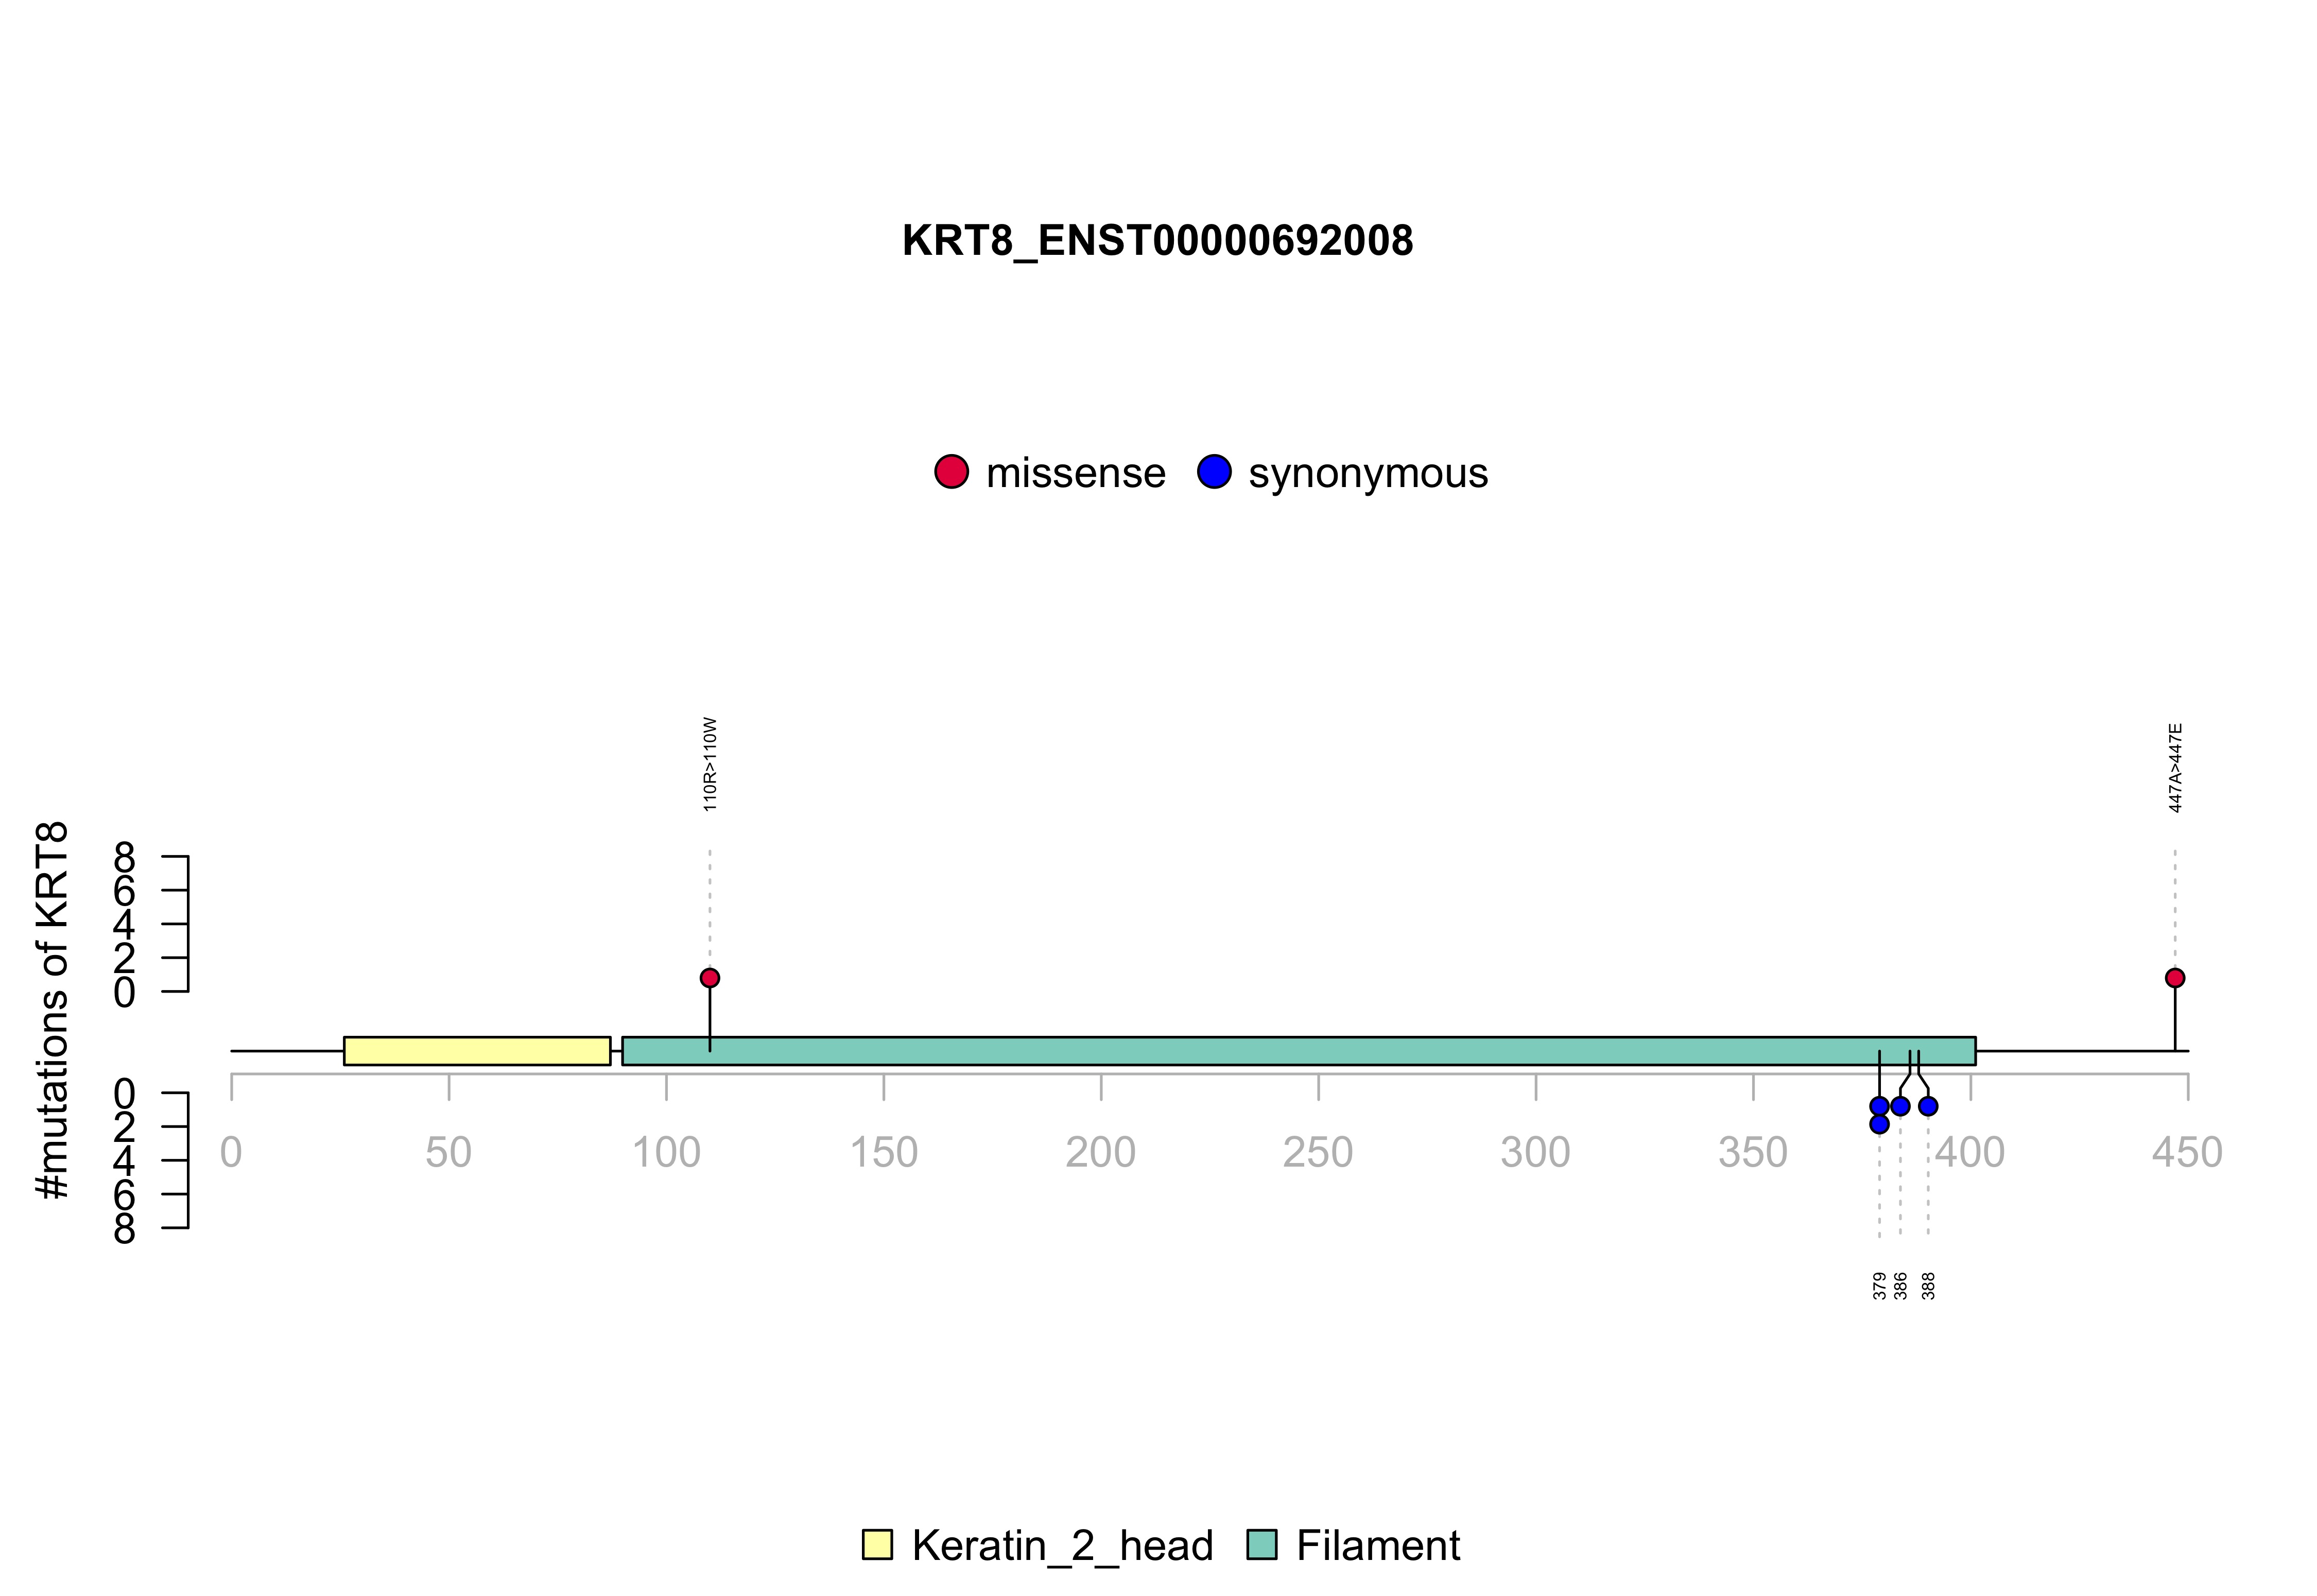 KRT8_ENST00000692008
missense synonymous
110R>110W
447A>447E
#mutations of KRT8
8
6
4
2
0
0
2
4
6
8
0 50 100 150 200 250 300 350 400 450
379 386 388
Keratin_2_head Filament